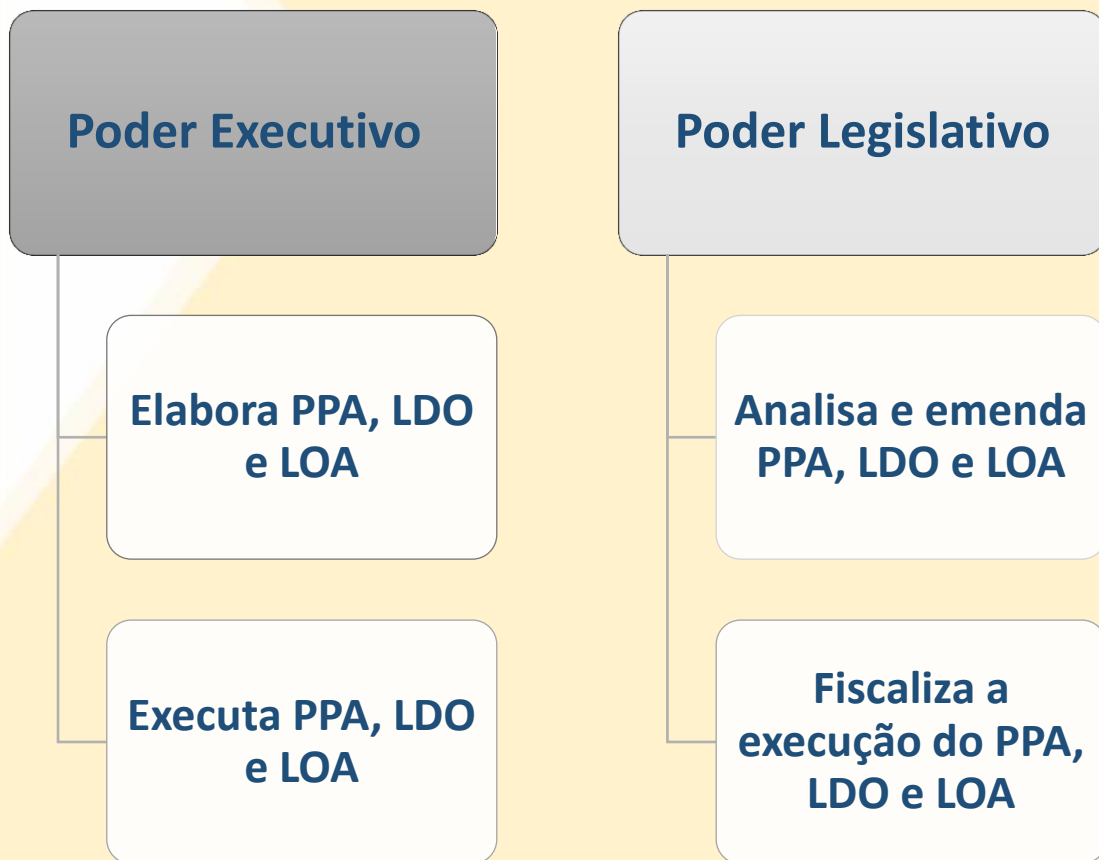 Poder Executivo
Elabora PPA, LDO
e LOA
Executa PPA, LDO
e LOA
Poder Legislativo
Analisa e emenda
PPA, LDO e LOA
Fiscaliza a
execução do PPA,
LDO e LOA